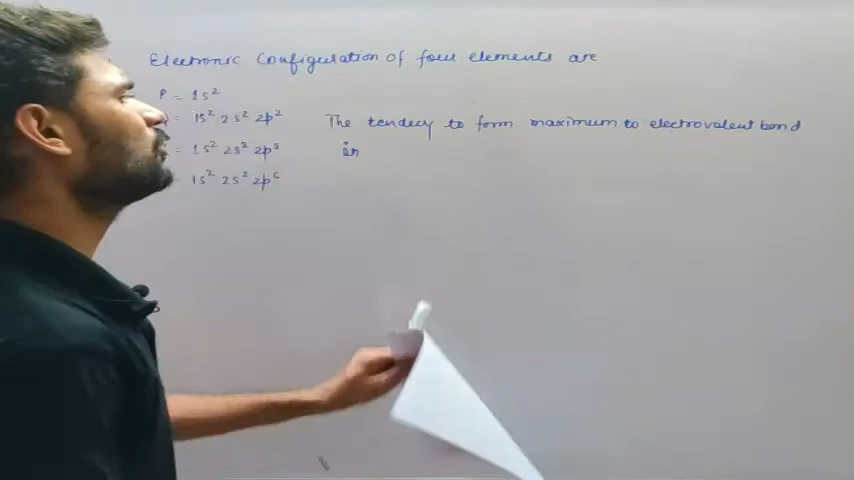 Electronic Configuration of four elements are
P = 1s² 
= 1s² 2s² 2p²
The tendecy to form maximum to electrovalent bond
= 1s² 2s² 2p⁵
in
1s² 2s² 2p⁶